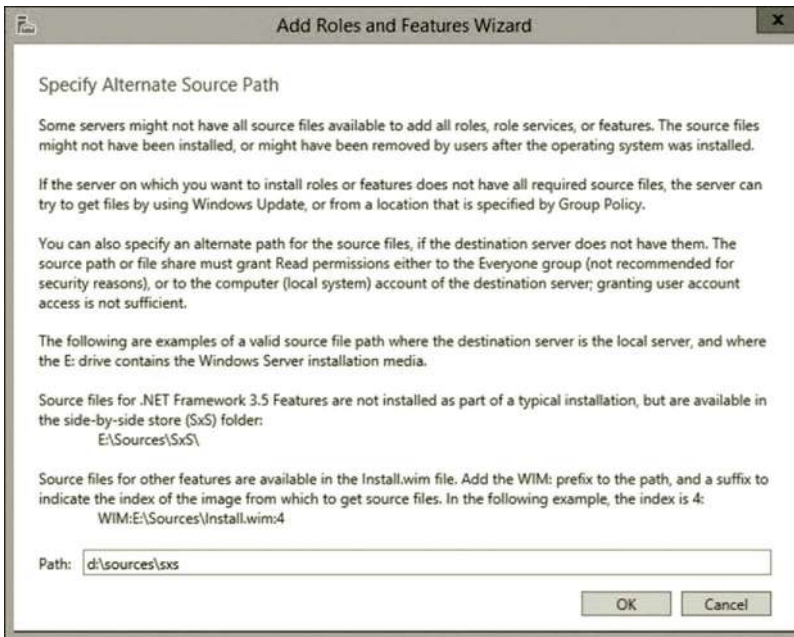 Add Roles and Features Wizard
x
Specify Alternate Source Path
Some servers might not have all source files available to add all roles, role services, or features. The source files
might not have been installed, or might have been removed by users after the operating system was installed.
If the server on which you want to install roles or features does not have all required source files, the server can
try to get files by using Windows Update, or from a location that is specified by Group Policy.
You can also specify an alternate path for the source files, if the destination server does not have them. The
source path or file share must grant Read permissions either to the Everyone group (not recommended for
security reasons), or to the computer (local system) account of the destination server; granting user account
access is not sufficient.
The following are examples of a valid source file path where the destination server is the local server, and where
the E: drive contains the Windows Server installation media.
Source files for .NET Framework 3.5 Features are not installed as part of a typical installation, but are available in
the side-by-side store (SxS) folder:
E:\Sources\SxS\
Source files for other features are available in the Install.wim file. Add the WIM: prefix to the path, and a suffix to
indicate the index of the image from which to get source files. In the following example, the index is 4:
WIM:E:\Sources\Install.wim:4
Path: d:\sources\sxs
OK Cancel